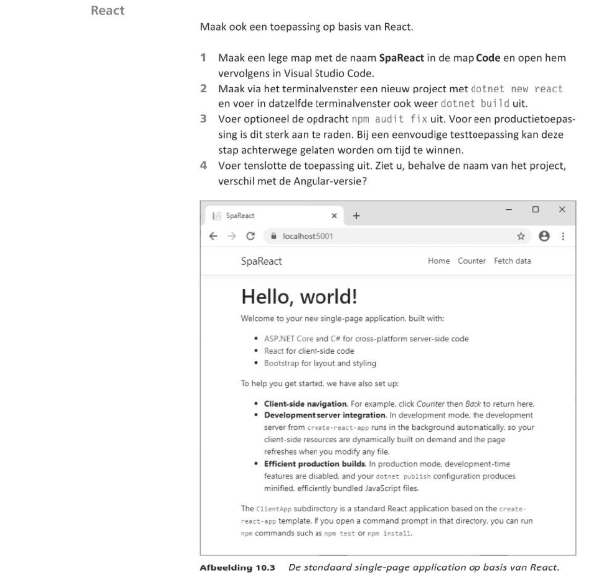 React
Maak ook een toepassing op basis van React.
1 Maak een lege map met de naam SpaReact in de map Code en open hem
vervolgens in Visual Studio Code.
2 Maak via het terminalvenster een nieuw project met dotnet new react
en voer in datzelfde terminalvenster ook weer dotnet build uit.
3 Voer optioneel de opdracht npm audit fix uit. Voor een productietoepas-
sing is dit sterk aan te raden. Bij een eenvoudige testtoepassing kan deze
stap achterwege gelaten worden om tijd te winnen.
4 Voer tenslotte de toepassing uit. Ziet u, behalve de naam van het project,
verschil met de Angular-versie?
SpaReact
localhost:5001
SpaReact Home Counter Fetch data
Hello, world!
Welcome to your new single-page application, built with:
• ASP.NET Core and C# for cross-platform server-side code
• React for client-side code
• Bootstrap for layout and styling
To help you get started, we have also set up:
• Client-side navigation. For example, click Counter then Back to return here.
• Development server integration. In development mode, the development
server from create-react-app runs in the background automatically, so your
client-side resources are dynamically built on demand and the page
refreshes when you modify any file.
• Efficient production builds. In production mode, development-time
features are disabled, and your dotnet publish configuration produces
minified, efficiently bundled JavaScript files.
The ClientApp subdirectory is a standard React application based on the create-
react-app template. If you open a command prompt in that directory, you can run
npm commands such as npm test or npm install.
Afbeelding 10.3 De standaard single-page application op basis van React.